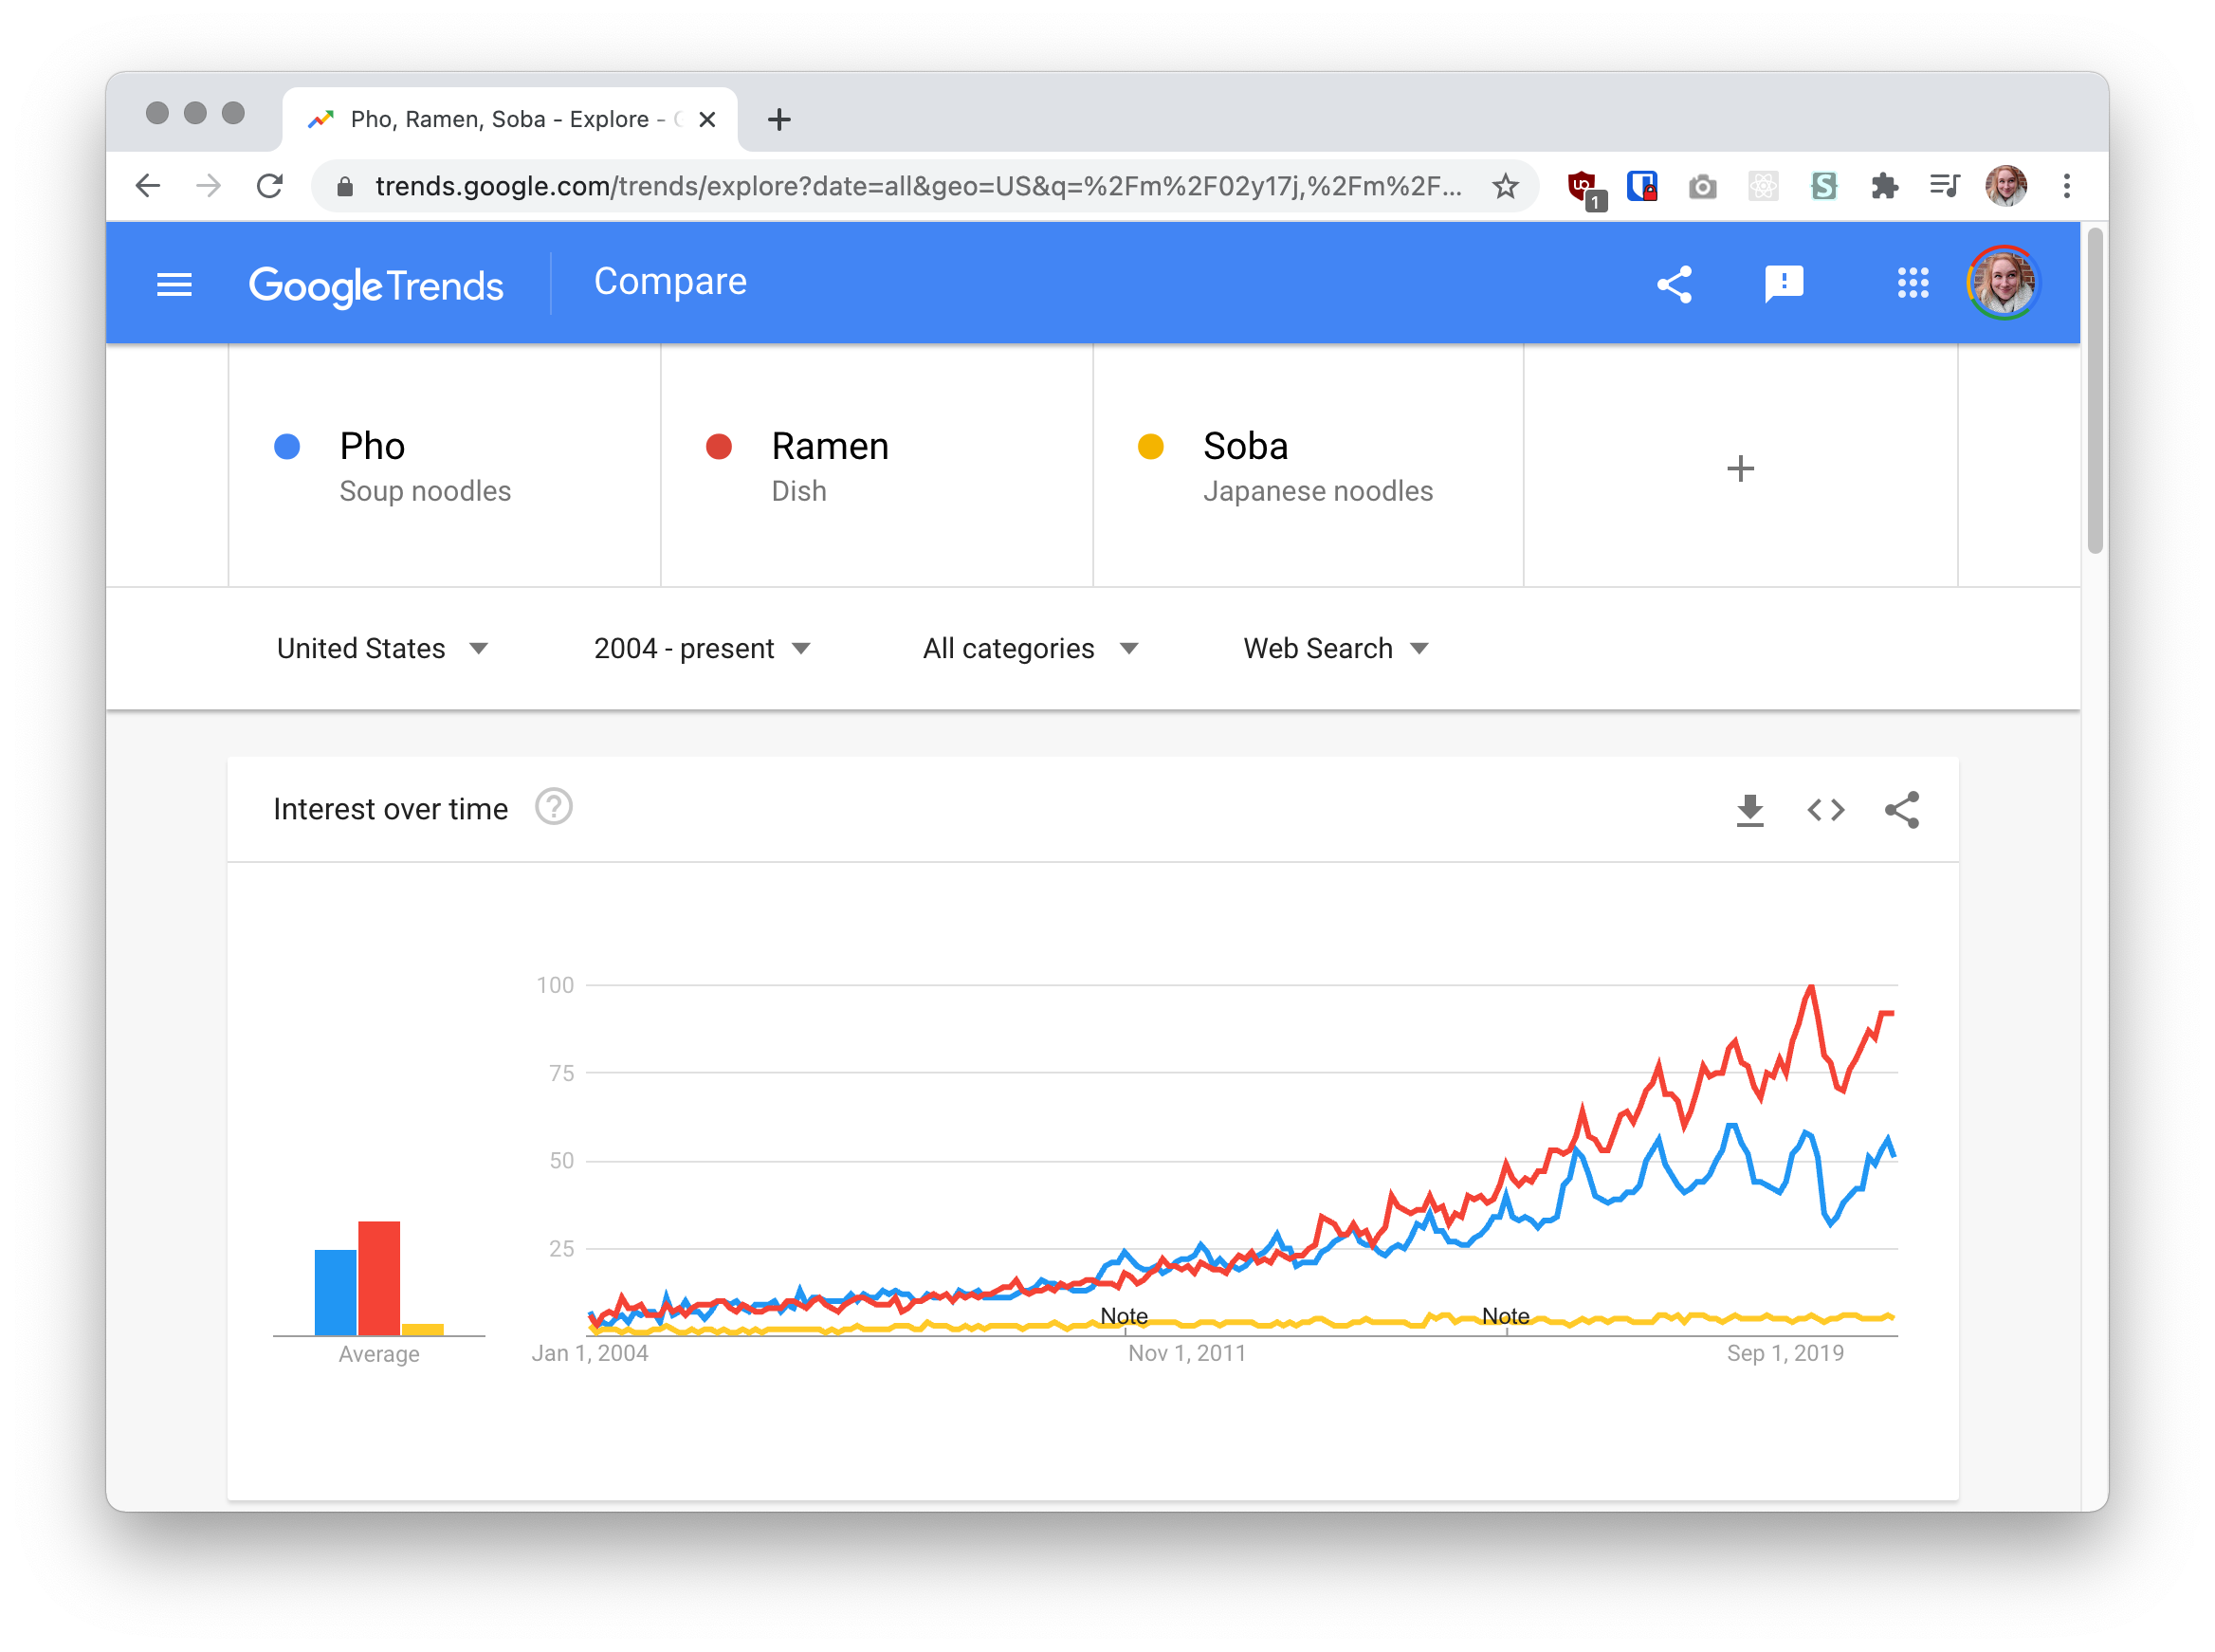 Pho, Ramen, Soba - Explore -
trends.google.com/trends/explore?date=all&geo=US&q=%2Fm%2F02y17j,%2Fm%2F...
1
Google Trends
Compare
Pho
Soup noodles
Ramen
Dish
Soba
Japanese noodles
United States
2004 - present
All categories
Web Search
Interest over time
100
75
50
25
Note
Note
Average
Jan 1, 2004
Nov 1, 2011
Sep 1, 2019